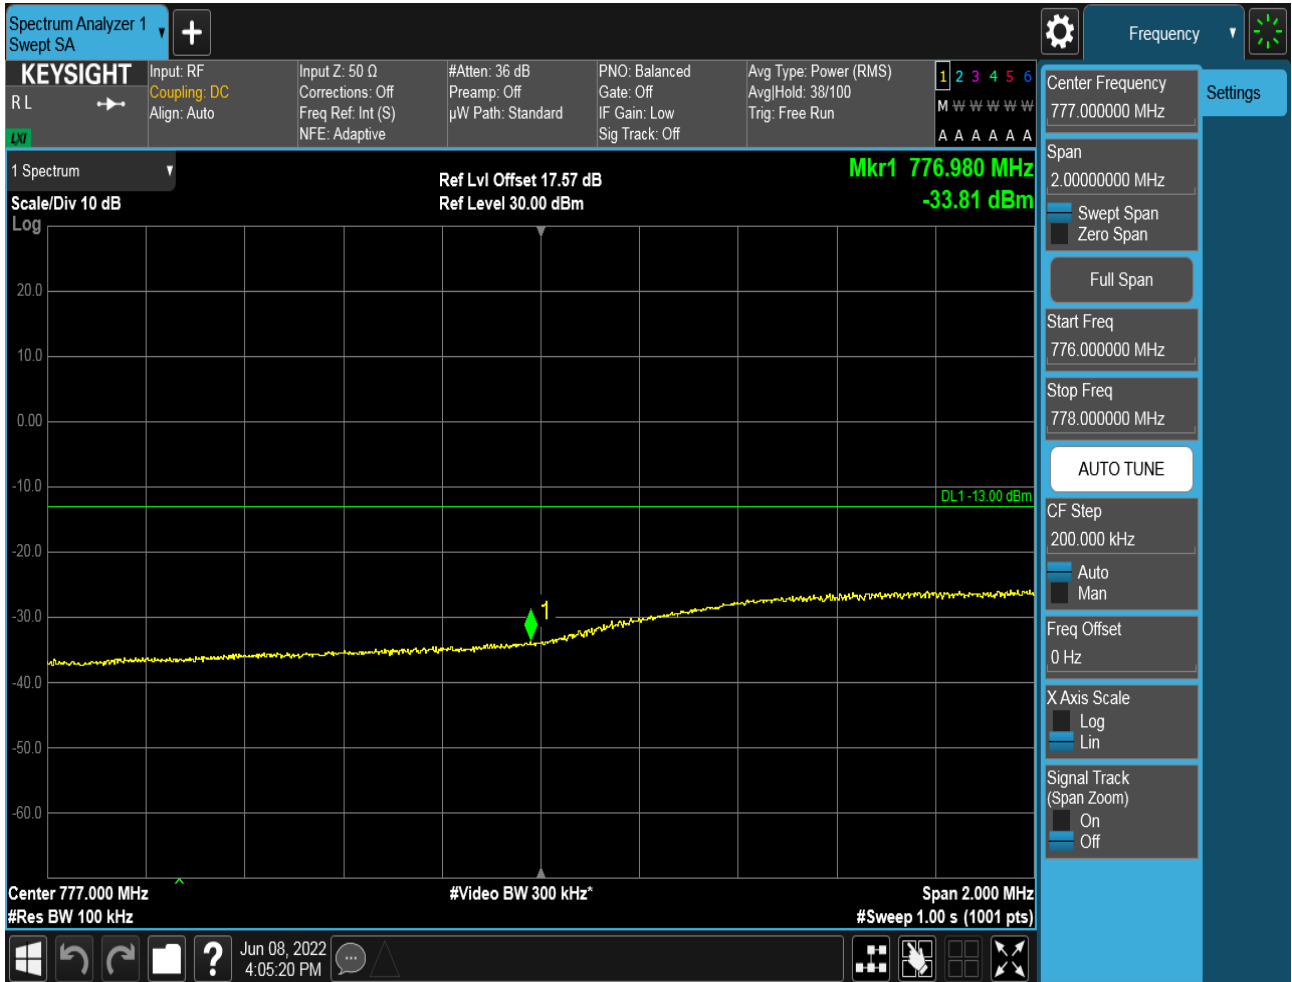 Spectrum Analyzer 1
Swept SA
Frequency
KEYSIGHT
R L
LXI
Input: RF
Coupling: DC
Align: Auto
Input Z: 50 Ω
Corrections: Off
Freq Ref: Int (S)
NFE: Adaptive
#Atten: 36 dB
Preamp: Off
µW Path: Standard
PNO: Balanced
Gate: Off
IF Gain: Low
Sig Track: Off
Avg Type: Power (RMS)
Avg|Hold: 38/100
Trig: Free Run
1 2 3 4 5 6
M W W W W W
A A A A A A
1 Spectrum
Scale/Div 10 dB
Log
Ref Lvl Offset 17.57 dB
Ref Level 30.00 dBm
Mkr1 776.980 MHz
-33.81 dBm
20.0
10.0
0.00
-10.0
DL1 -13.00 dBm
-20.0
-30.0
1
-40.0
-50.0
-60.0
Center 777.000 MHz
#Video BW 300 kHz*
Span 2.000 MHz
#Res BW 100 kHz
#Sweep 1.00 s (1001 pts)
Center Frequency
777.000000 MHz
Settings
Span
2.00000000 MHz
Swept Span
Zero Span
Full Span
Start Freq
776.000000 MHz
Stop Freq
778.000000 MHz
AUTO TUNE
CF Step
200.000 kHz
Auto
Man
Freq Offset
0 Hz
X Axis Scale
Log
Lin
Signal Track
(Span Zoom)
On
Off
?
Jun 08, 2022
4:05:20 PM